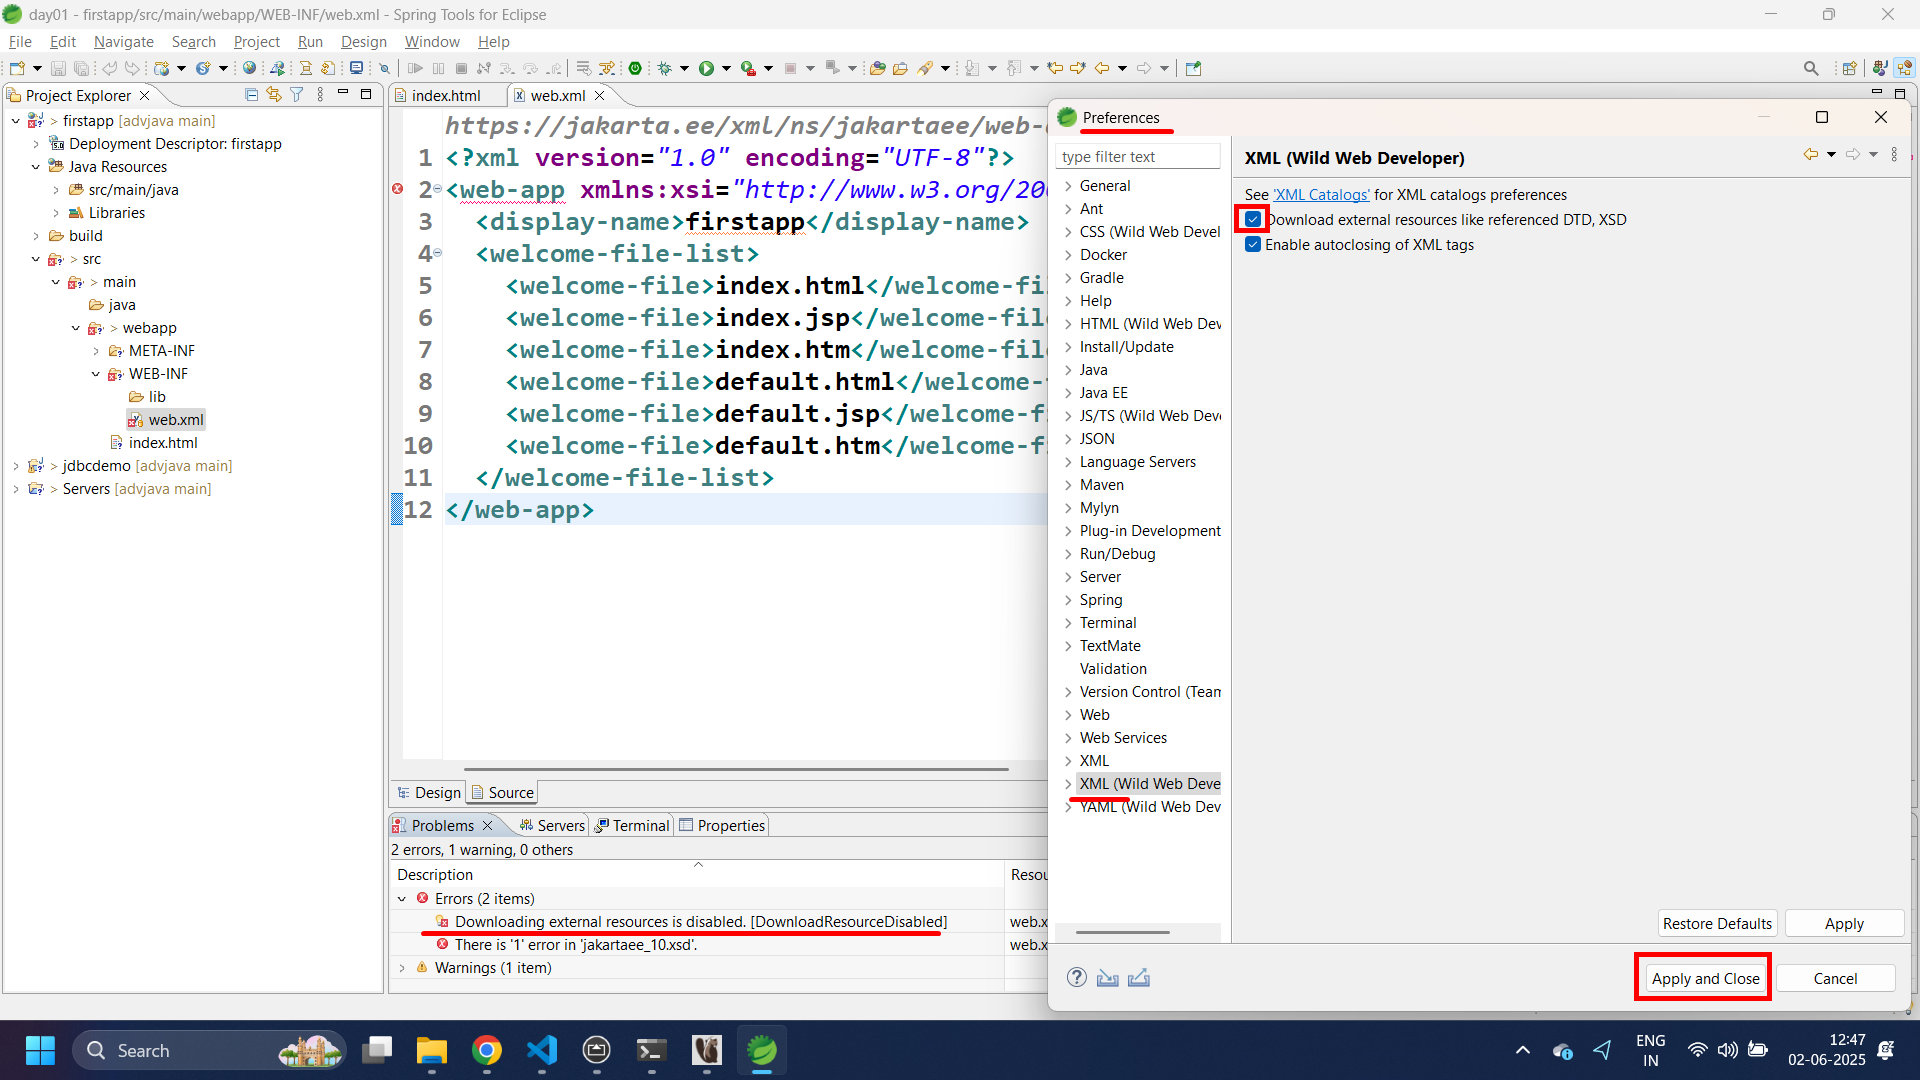 day01 - firstapp/src/main/webapp/WEB-INF/web.xml - Spring Tools for Eclipse
File Edit Navigate Search Project Run Design Window Help
Project Explorer
firstapp [advjava main]
Deployment Descriptor: firstapp
Java Resources
src/main/java
Libraries
build
> src
> main
java
> webapp
META-INF
WEB-INF
lib
web.xml
index.html
> jdbcdemo [advjava main]
> Servers [advjava main]
index.html web.xml
https://jakarta.ee/xml/ns/jakartaee/web-
1 <?xml version="1.0" encoding="UTF-8"?>
2 <web-app xmlns:xsi="http://www.w3.org/200
3 <display-name>firstapp</display-name>
4 <welcome-file-list>
5 <welcome-file>index.html</welcome-fi
6 <welcome-file>index.jsp</welcome-file
7 <welcome-file>index.htm</welcome-file
8 <welcome-file>default.html</welcome-
9 <welcome-file>default.jsp</welcome-fi
10 <welcome-file>default.htm</welcome-fi
11 </welcome-file-list>
12 </web-app>
Design Source
Problems Servers Terminal Properties
2 errors, 1 warning, 0 others
Description Resou
Errors (2 items)
Downloading external resources is disabled. [DownloadResourceDisabled] web.x
There is '1' error in 'jakartaee_10.xsd'. web.x
Warnings (1 item)
Preferences
type filter text
General
Ant
CSS (Wild Web Devel
Docker
Gradle
Help
HTML (Wild Web Dev
Install/Update
Java
Java EE
JS/TS (Wild Web Deve
JSON
Language Servers
Maven
Mylyn
Plug-in Development
Run/Debug
Server
Spring
Terminal
TextMate
Validation
Version Control (Team
Web
Web Services
XML
XML (Wild Web Deve
YAML (Wild Web Dev
XML (Wild Web Developer)
See 'XML Catalogs' for XML catalogs preferences
Download external resources like referenced DTD, XSD
Enable autoclosing of XML tags
Restore Defaults Apply
Apply and Close Cancel
Search
ENG
IN
12:47
02-06-2025